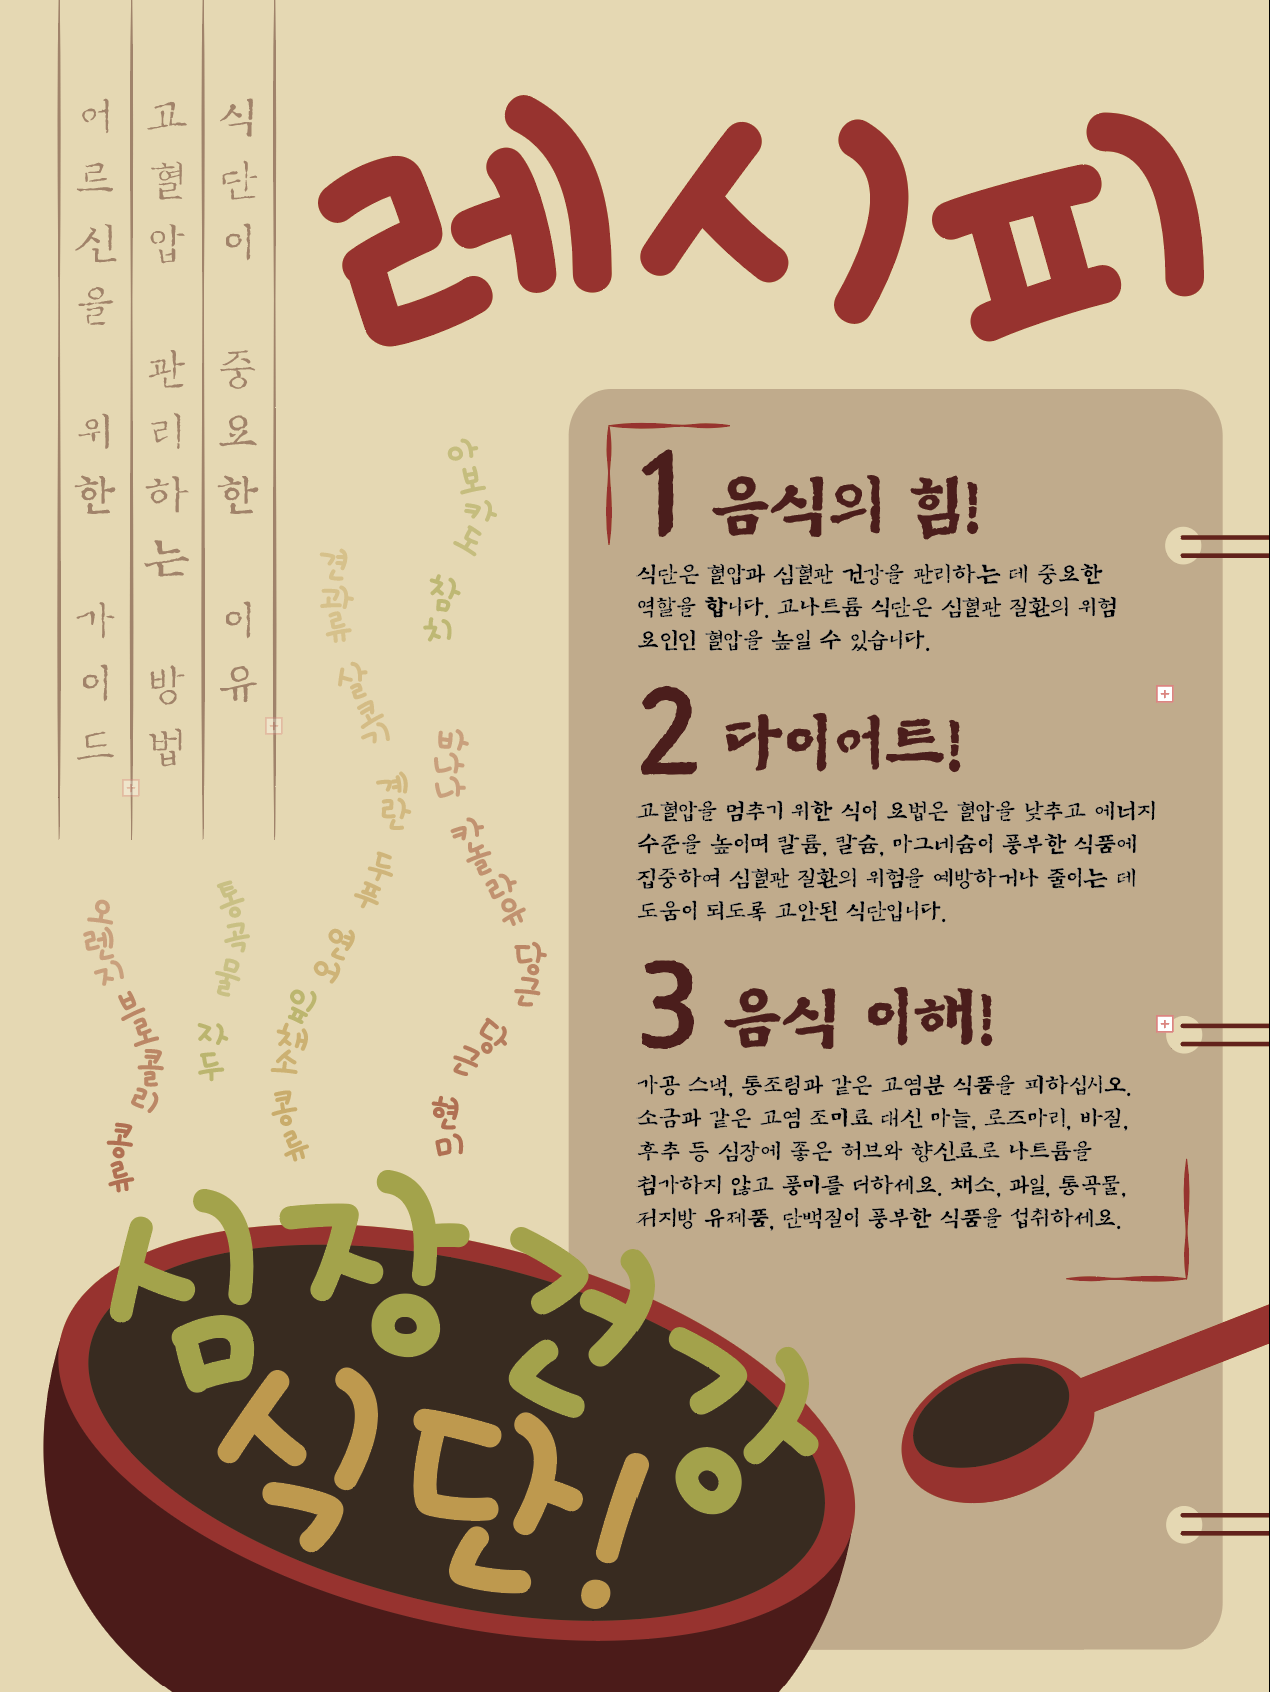 레시피
식단이 중요한 이유
고혈압 관리하는 방법
어르신을 위한 가이드
1 음식의 힘!
식단은 혈압과 심혈관 건강을 관리하는 데 중요한
역할을 합니다. 고나트륨 식단은 심혈관 질환의 위험
요인인 혈압을 높일 수 있습니다.
2 다이어트!
고혈압을 멈추기 위한 식이 요법은 혈압을 낮추고 에너지
수준을 높이며 칼륨, 칼슘, 마그네슘이 풍부한 식품에
집중하여 심혈관 질환의 위험을 예방하거나 줄이는 데
도움이 되도록 고안된 식단입니다.
3 음식 이해!
가공 스낵, 통조림과 같은 고염분 식품을 피하십시오.
소금과 같은 고염 조미료 대신 마늘, 로즈마리, 바질,
후추 등 심장에 좋은 허브와 향신료로 나트륨을
첨가하지 않고 풍미를 더하세요. 채소, 과일, 통곡물,
저지방 유제품, 단백질이 풍부한 식품을 섭취하세요.
아보카도
참치
견과류
살코기
계란
두부
연어
잎채소
콩류
바나나
카놀라유
당근
당근
현미
통곡물
자두
오렌지
브로콜리
콩류
심장 건강
식단!